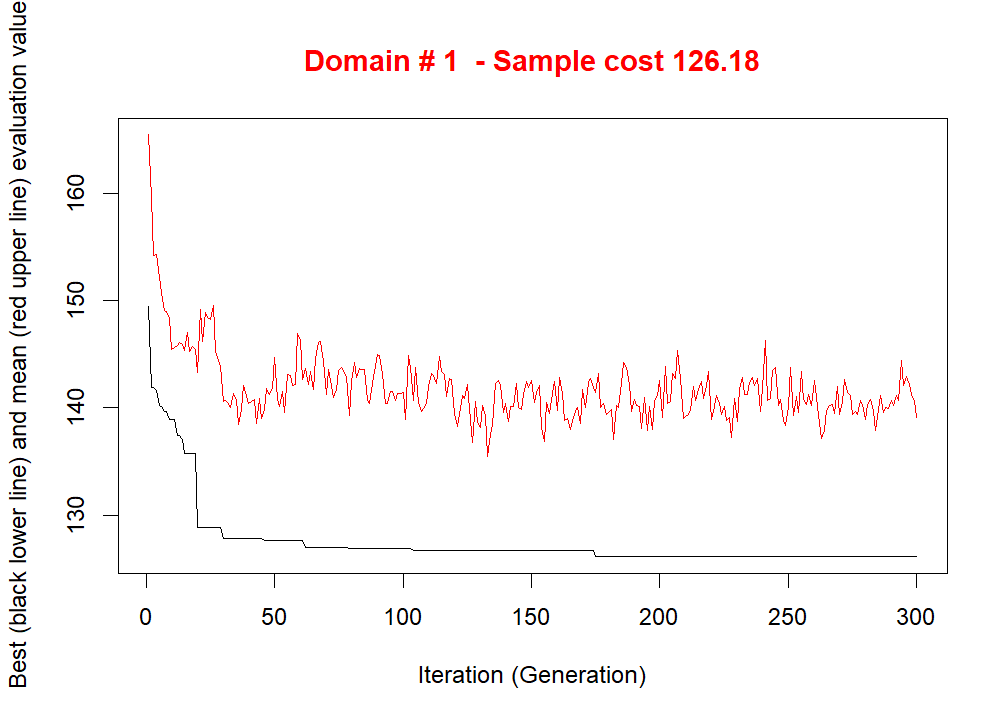 Domain # 1  - Sample cost 126.18
Best (black lower line) and mean (red upper line) evaluation value
160
150
140
130
0 50 100 150 200 250 300
Iteration (Generation)